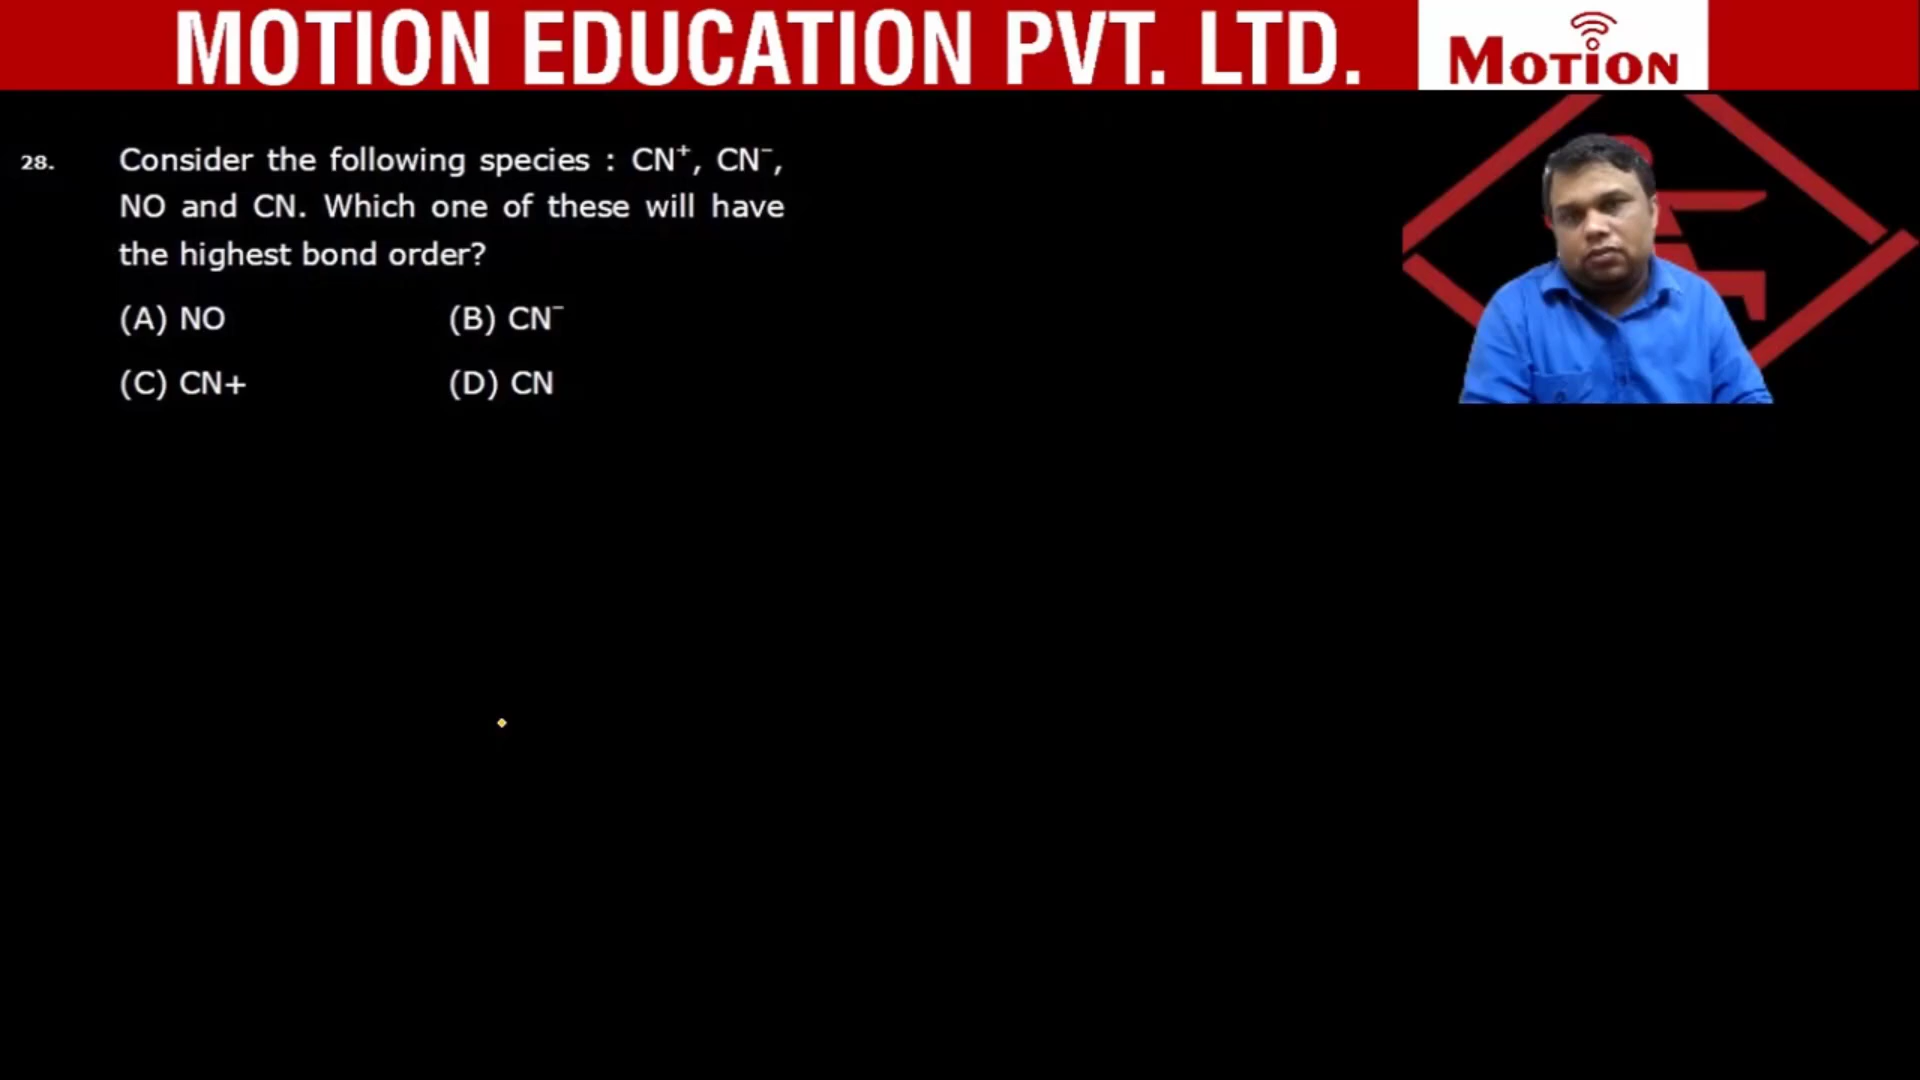 MOTION EDUCATION PVT. LTD.
MOTION
28. Consider the following species : CN⁺, CN⁻,
NO and CN. Which one of these will have
the highest bond order?
(A) NO (B) CN⁻
(C) CN+ (D) CN